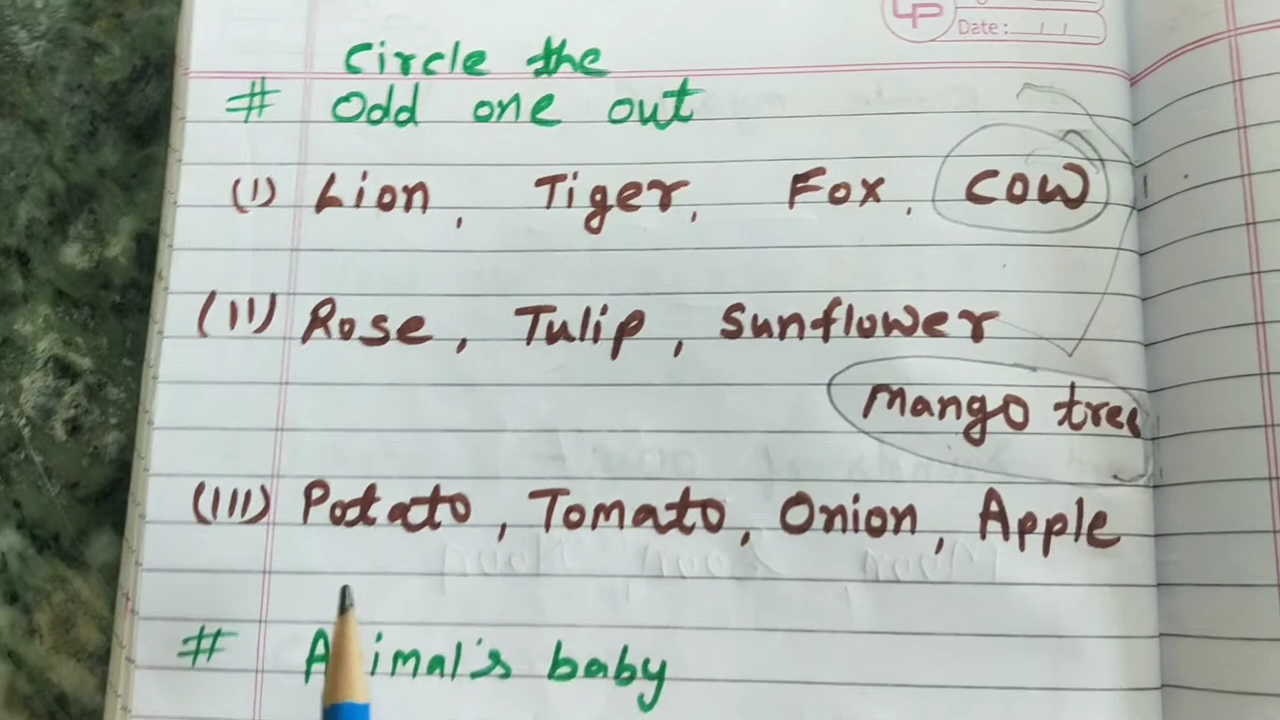 LP
Date: / /
Circle the
# Odd one out
(I) Lion, Tiger, Fox, COW
(II) Rose, Tulip, Sunflower
Mango tree
(III) Potato, Tomato, Onion, Apple
# Animal's baby